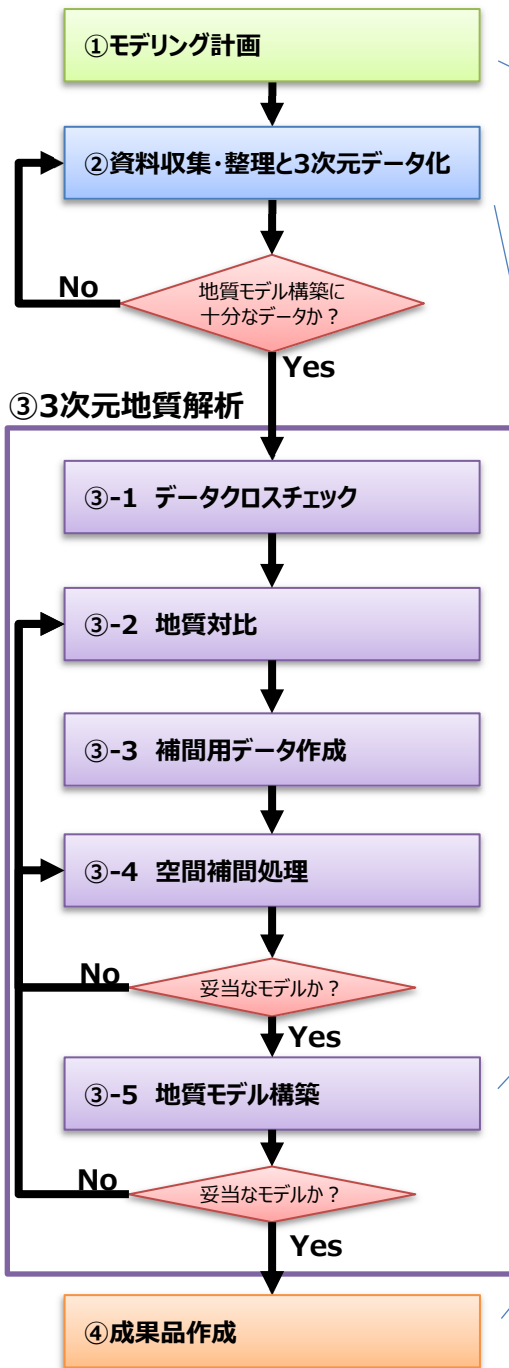 ①モデリング計画
②資料収集・整理と3次元データ化
地質モデル構築に
十分なデータか？
No
Yes
③3次元地質解析
③-1 データクロスチェック
③-2 地質対比
③-3 補間用データ作成
③-4 空間補間処理
妥当なモデルか？
No
Yes
③-5 地質モデル構築
妥当なモデルか？
No
Yes
④成果品作成